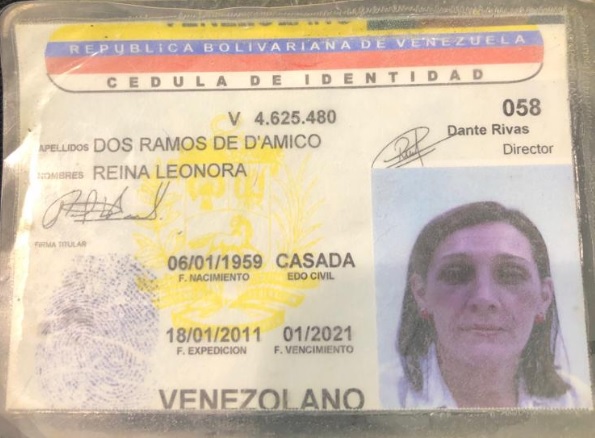 VENEZOLANO
REPUBLICA BOLIVARIANA DE VENEZUELA
CEDULA DE IDENTIDAD
V 4.625.480
058
Dante Rivas
Director
APELLIDOS DOS RAMOS DE D'AMICO
NOMBRES REINA LEONORA
FIRMA TITULAR
06/01/1959 CASADA
F. NACIMIENTO EDO CIVIL
18/01/2011 01/2021
F. EXPEDICION F. VENCIMIENTO
VENEZOLANO